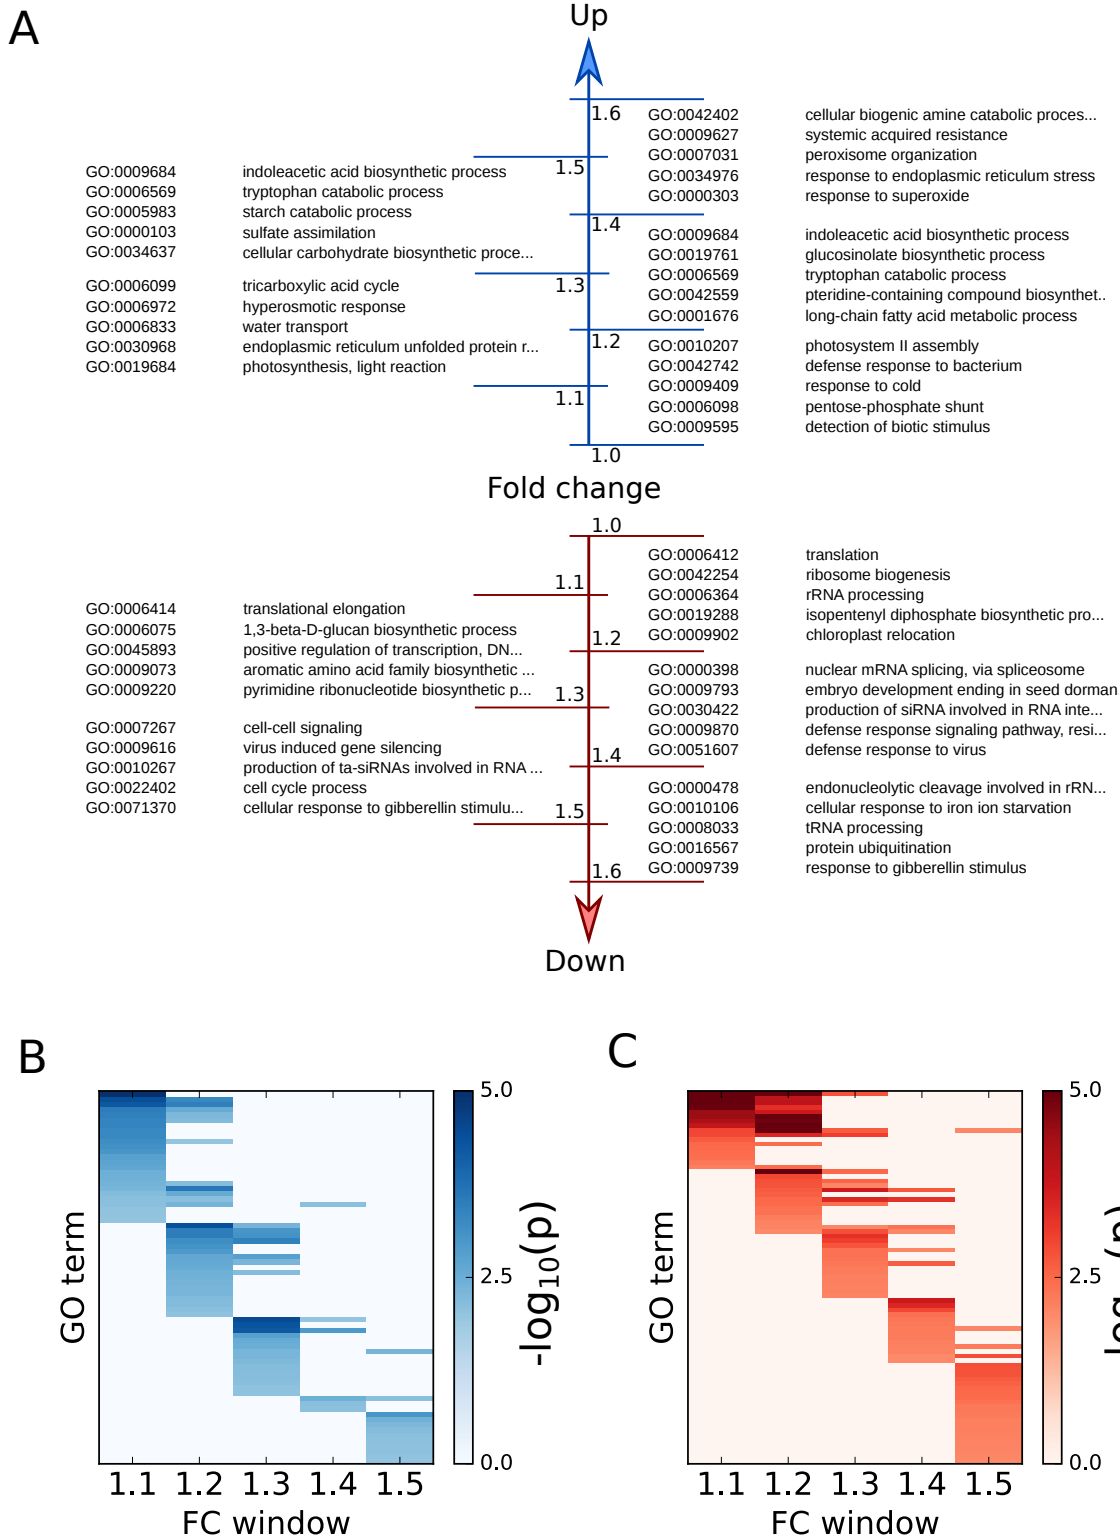 A
Up
1.6
GO:0042402 cellular biogenic amine catabolic proces...
GO:0009627 systemic acquired resistance
GO:0007031 peroxisome organization
GO:0034976 response to endoplasmic reticulum stress
GO:0000303 response to superoxide
1.5
GO:0009684 indoleacetic acid biosynthetic process
GO:0006569 tryptophan catabolic process
GO:0005983 starch catabolic process
GO:0000103 sulfate assimilation
GO:0034637 cellular carbohydrate biosynthetic proce...
1.4
GO:0009684 indoleacetic acid biosynthetic process
GO:0019761 glucosinolate biosynthetic process
GO:0006569 tryptophan catabolic process
GO:0042559 pteridine-containing compound biosynthet..
GO:0001676 long-chain fatty acid metabolic process
1.3
GO:0006099 tricarboxylic acid cycle
GO:0006972 hyperosmotic response
GO:0006833 water transport
GO:0030968 endoplasmic reticulum unfolded protein r...
GO:0019684 photosynthesis, light reaction
1.2
GO:0010207 photosystem II assembly
GO:0042742 defense response to bacterium
GO:0009409 response to cold
GO:0006098 pentose-phosphate shunt
GO:0009595 detection of biotic stimulus
1.1
1.0
Fold change
1.0
GO:0006412 translation
GO:0042254 ribosome biogenesis
GO:0006364 rRNA processing
GO:0019288 isopentenyl diphosphate biosynthetic pro...
GO:0009902 chloroplast relocation
1.1
GO:0006414 translational elongation
GO:0006075 1,3-beta-D-glucan biosynthetic process
GO:0045893 positive regulation of transcription, DN...
GO:0009073 aromatic amino acid family biosynthetic ...
GO:0009220 pyrimidine ribonucleotide biosynthetic p...
1.2
GO:0000398 nuclear mRNA splicing, via spliceosome
GO:0009793 embryo development ending in seed dorman
GO:0030422 production of siRNA involved in RNA inte...
GO:0009870 defense response signaling pathway, resi...
GO:0051607 defense response to virus
1.3
GO:0007267 cell-cell signaling
GO:0009616 virus induced gene silencing
GO:0010267 production of ta-siRNAs involved in RNA ...
GO:0022402 cell cycle process
GO:0071370 cellular response to gibberellin stimulu...
1.4
GO:0000478 endonucleolytic cleavage involved in rRN...
GO:0010106 cellular response to iron ion starvation
GO:0008033 tRNA processing
GO:0016567 protein ubiquitination
GO:0009739 response to gibberellin stimulus
1.5
1.6
Down
B
GO term
1.1 1.2 1.3 1.4 1.5
FC window
5.0
2.5
0.0
-log10(p)
C
GO term
1.1 1.2 1.3 1.4 1.5
FC window
5.0
2.5
0.0